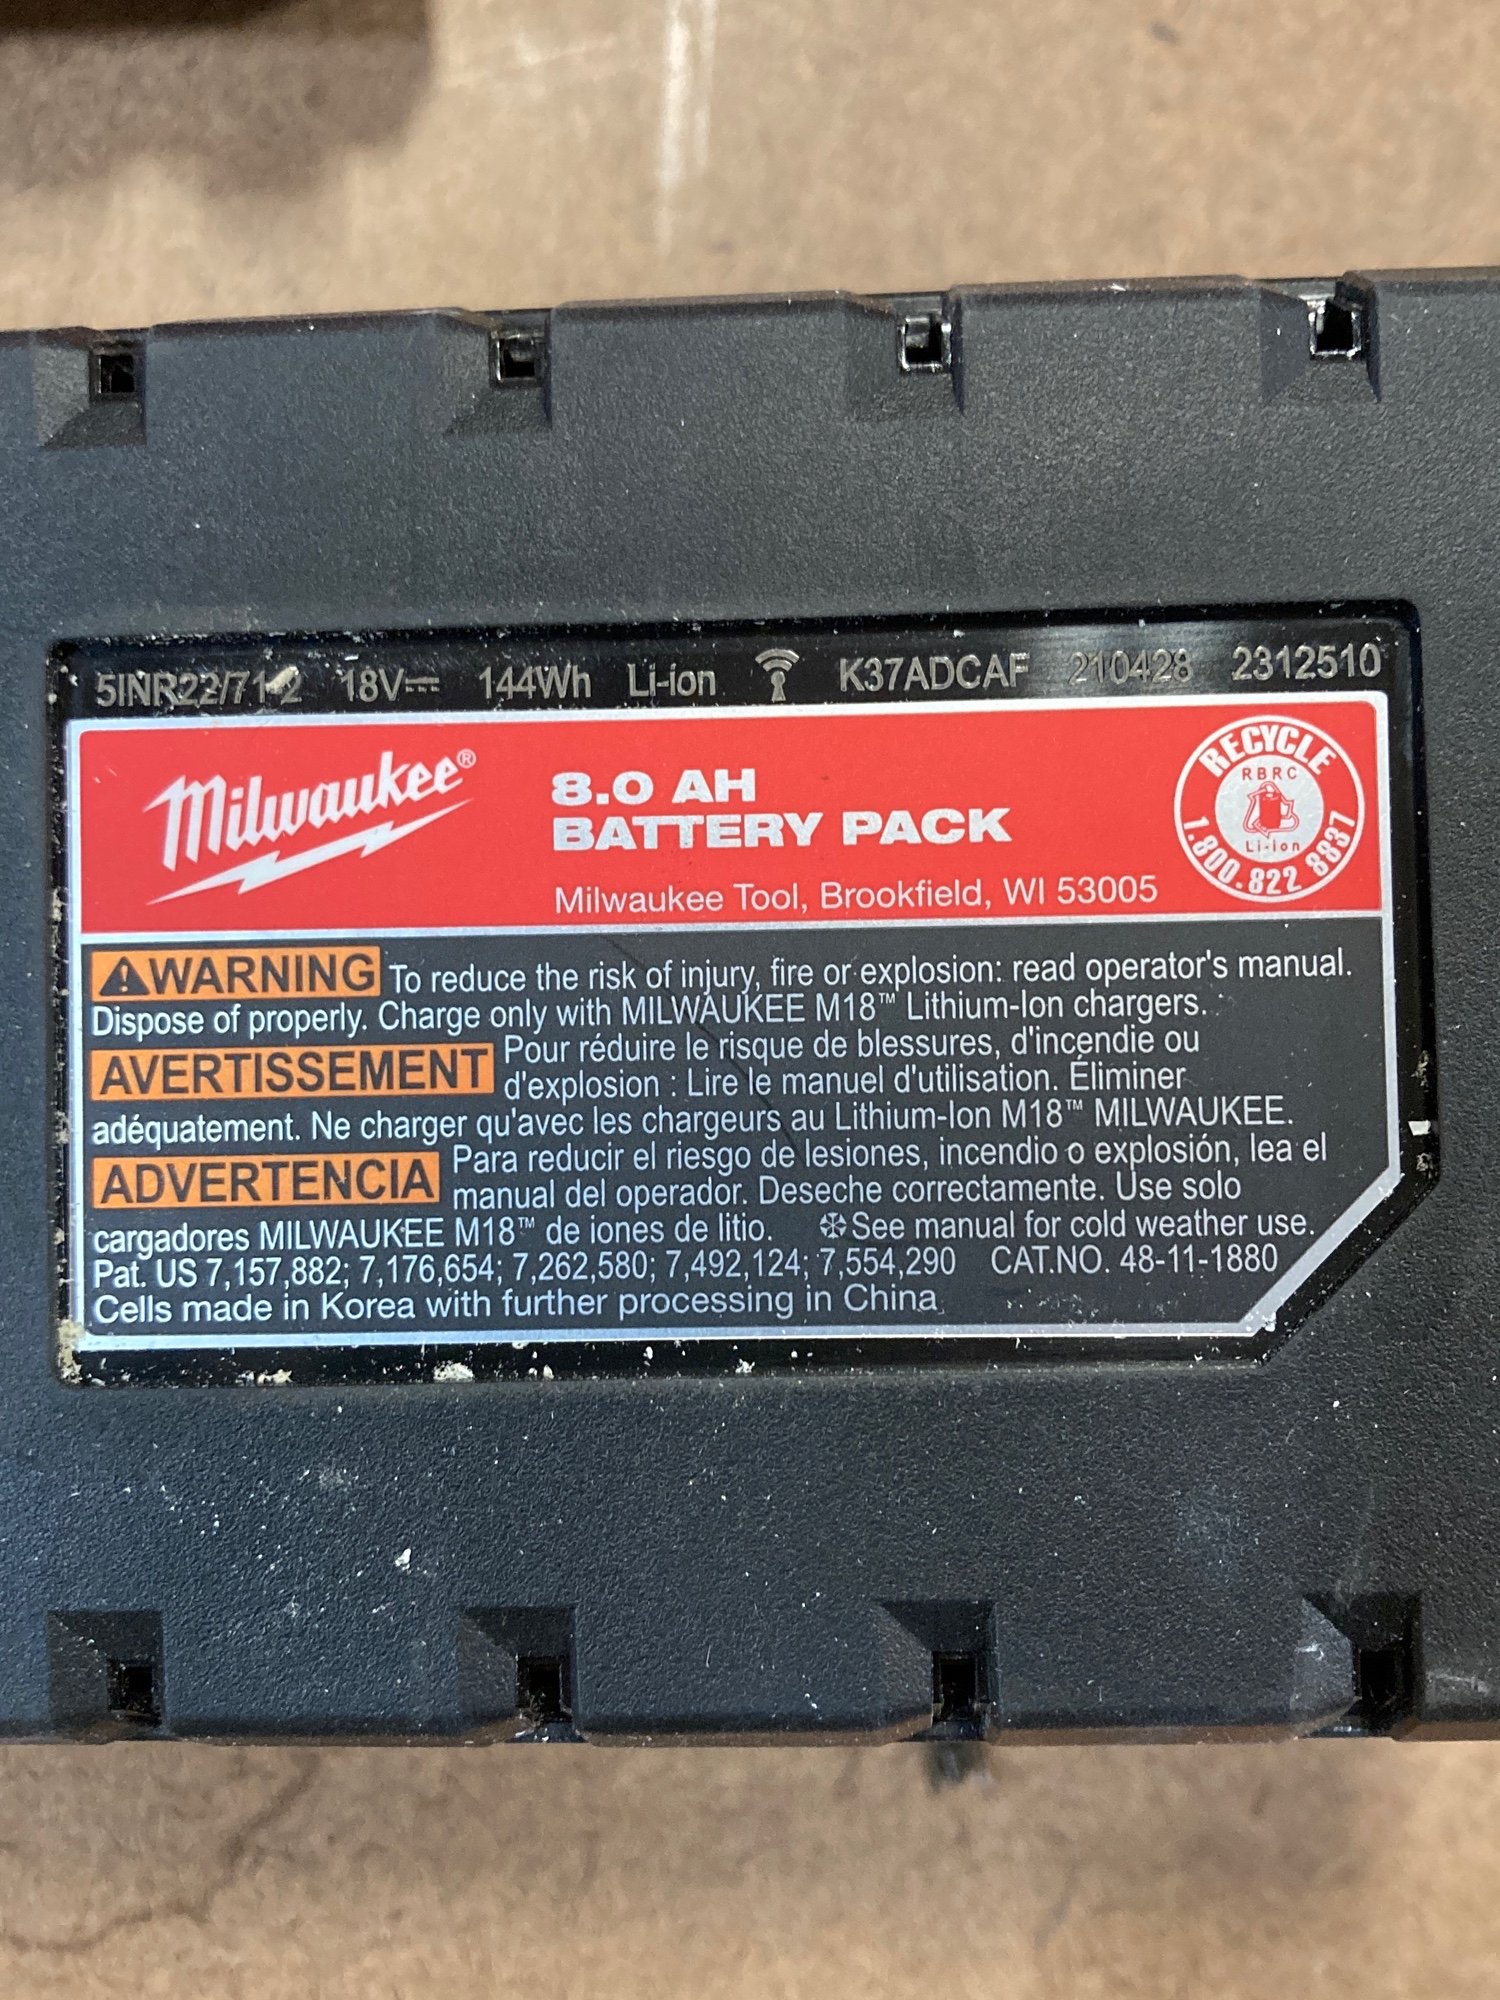 5INR22/71-2 18V⎓ 144Wh Li-ion K37ADCAF 210428 2312510
Milwaukee®
8.0 AH
BATTERY PACK
Milwaukee Tool, Brookfield, WI 53005
RECYCLE
RBRC
Li-ion
1.800.822 8837
⚠WARNING To reduce the risk of injury, fire or explosion: read operator's manual.
Dispose of properly. Charge only with MILWAUKEE M18™ Lithium-Ion chargers.
AVERTISSEMENT Pour réduire le risque de blessures, d'incendie ou
d'explosion : Lire le manuel d'utilisation. Éliminer
adéquatement. Ne charger qu'avec les chargeurs au Lithium-Ion M18™ MILWAUKEE.
ADVERTENCIA Para reducir el riesgo de lesiones, incendio o explosión, lea el
manual del operador. Deseche correctamente. Use solo
cargadores MILWAUKEE M18™ de iones de litio. ❄See manual for cold weather use.
Pat. US 7,157,882; 7,176,654; 7,262,580; 7,492,124; 7,554,290 CAT.NO. 48-11-1880
Cells made in Korea with further processing in China